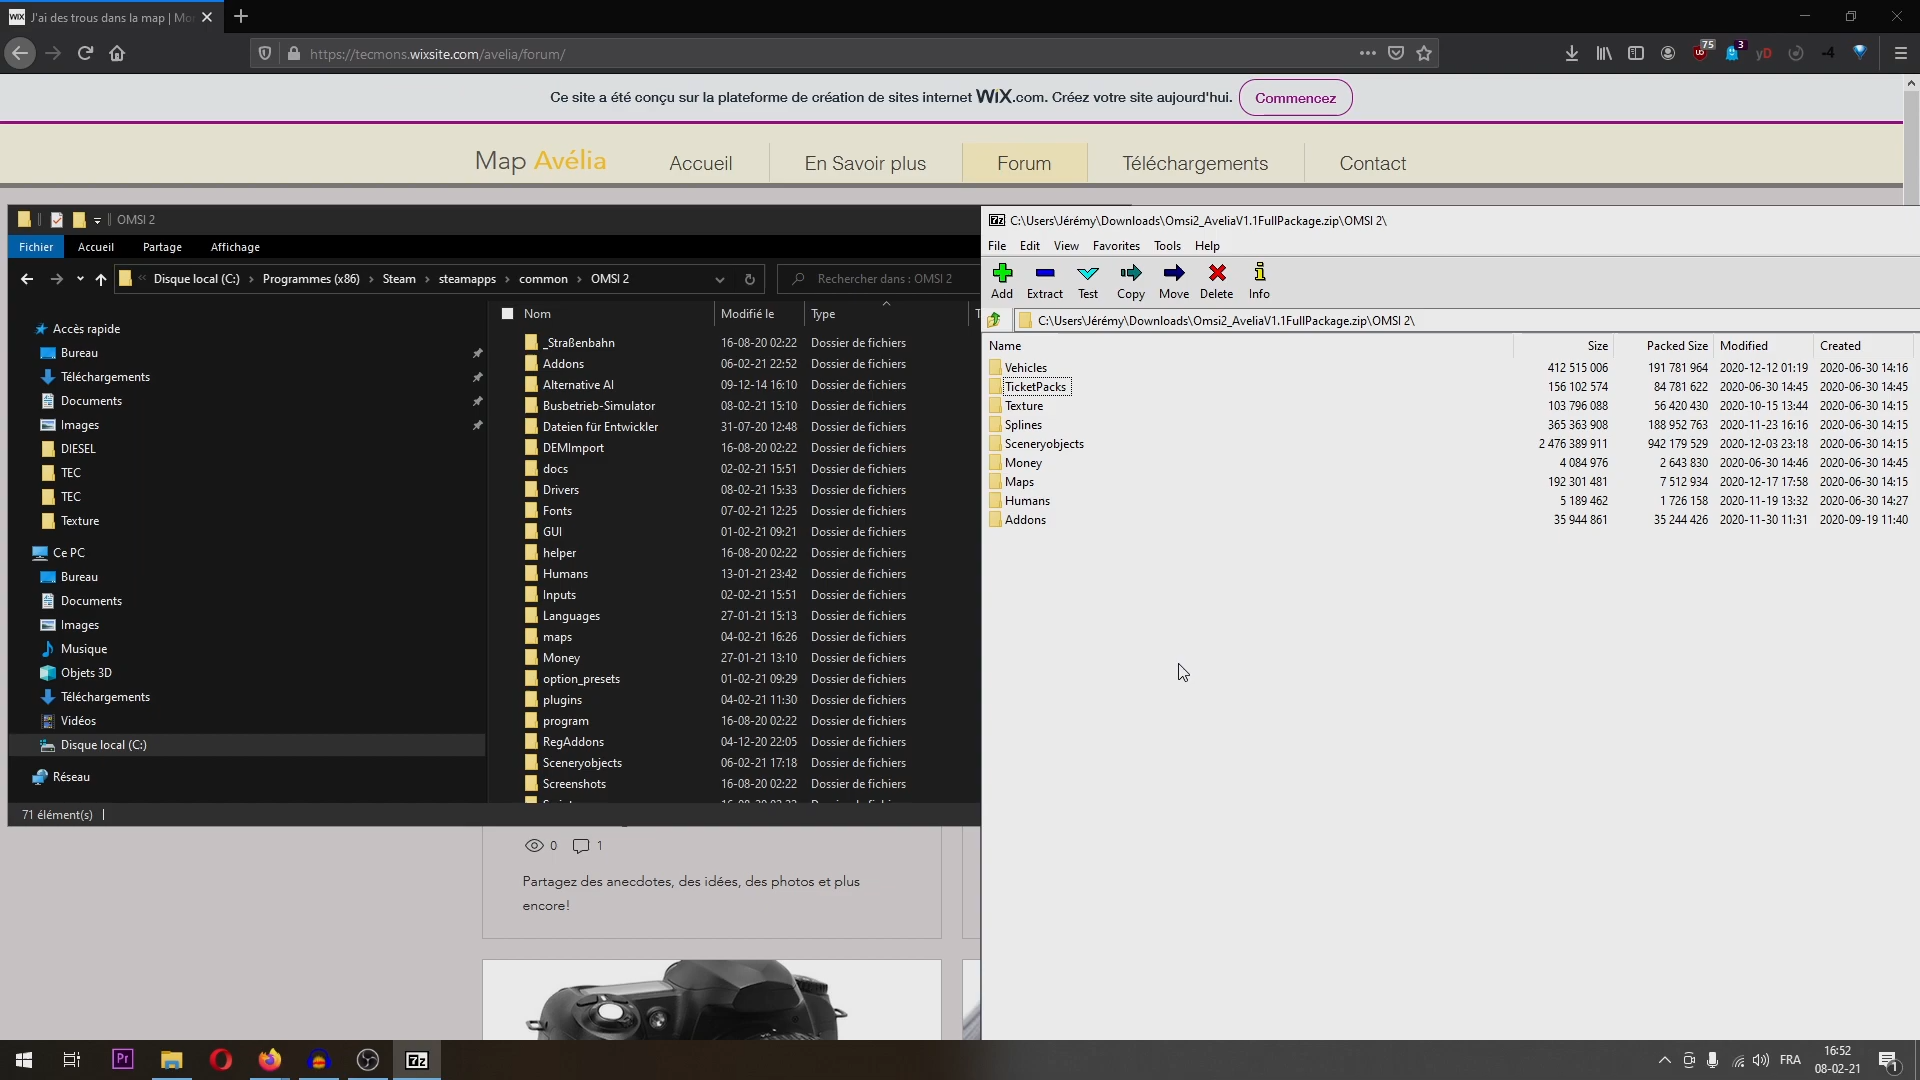 J'ai des trous dans la map | Mo
https://tecmons.wixsite.com/avelia/forum/
75
3
yD
-4
Ce site a été conçu sur la plateforme de création de sites internet WiX.com. Créez votre site aujourd'hui.
Commencez
Map Avélia
Accueil
En Savoir plus
Forum
Téléchargements
Contact
OMSI 2
Fichier
Accueil
Partage
Affichage
Disque local (C:) > Programmes (x86) > Steam > steamapps > common > OMSI 2
Rechercher dans : OMSI 2
Accès rapide
Bureau
Téléchargements
Documents
Images
DIESEL
TEC
TEC
Texture
Ce PC
Bureau
Documents
Images
Musique
Objets 3D
Téléchargements
Vidéos
Disque local (C:)
Réseau
Nom Modifié le Type
_Straßenbahn 16-08-20 02:22 Dossier de fichiers
Addons 06-02-21 22:52 Dossier de fichiers
Alternative AI 09-12-14 16:10 Dossier de fichiers
Busbetrieb-Simulator 08-02-21 15:10 Dossier de fichiers
Dateien für Entwickler 31-07-20 12:48 Dossier de fichiers
DEMImport 16-08-20 02:22 Dossier de fichiers
docs 02-02-21 15:51 Dossier de fichiers
Drivers 08-02-21 15:33 Dossier de fichiers
Fonts 07-02-21 12:25 Dossier de fichiers
GUI 01-02-21 09:21 Dossier de fichiers
helper 16-08-20 02:22 Dossier de fichiers
Humans 13-01-21 23:42 Dossier de fichiers
Inputs 02-02-21 15:51 Dossier de fichiers
Languages 27-01-21 15:13 Dossier de fichiers
maps 04-02-21 16:26 Dossier de fichiers
Money 27-01-21 13:10 Dossier de fichiers
option_presets 01-02-21 09:29 Dossier de fichiers
plugins 04-02-21 11:30 Dossier de fichiers
program 16-08-20 02:22 Dossier de fichiers
RegAddons 04-12-20 22:05 Dossier de fichiers
Sceneryobjects 06-02-21 17:18 Dossier de fichiers
Screenshots 16-08-20 02:22 Dossier de fichiers
71 élément(s)
C:\Users\Jérémy\Downloads\Omsi2_AveliaV1.1FullPackage.zip\OMSI 2\
File Edit View Favorites Tools Help
Add Extract Test Copy Move Delete Info
C:\Users\Jérémy\Downloads\Omsi2_AveliaV1.1FullPackage.zip\OMSI 2\
Name Size Packed Size Modified Created
Vehicles 412 515 006 191 781 964 2020-12-12 01:19 2020-06-30 14:16
TicketPacks 156 102 574 84 781 622 2020-06-30 14:45 2020-06-30 14:45
Texture 103 796 088 56 420 430 2020-10-15 13:44 2020-06-30 14:15
Splines 365 363 908 188 952 763 2020-11-23 16:16 2020-06-30 14:15
Sceneryobjects 2 476 389 911 942 179 529 2020-12-03 23:18 2020-06-30 14:15
Money 4 084 976 2 643 830 2020-06-30 14:46 2020-06-30 14:45
Maps 192 301 481 7 512 934 2020-12-17 17:58 2020-06-30 14:15
Humans 5 189 462 1 726 158 2020-11-19 13:32 2020-06-30 14:27
Addons 35 944 861 35 244 426 2020-11-30 11:31 2020-09-19 11:40
0 1
Partagez des anecdotes, des idées, des photos et plus
encore!
Pr
7z
FRA
16:52
08-02-21
1